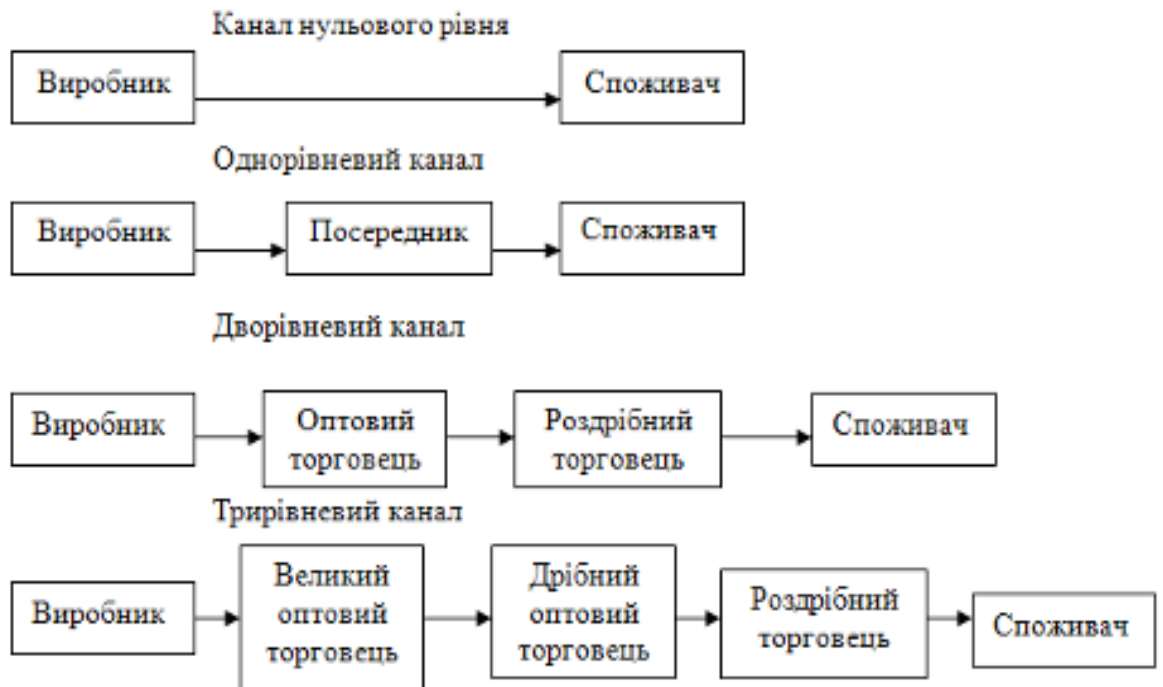 Канал нульового рівня
Виробник
Споживач
Однорівневий канал
Виробник
Посередник
Споживач
Дворівневий канал
Виробник
Оптовий
торговець
Роздрібний
торговець
Споживач
Трирівневий канал
Виробник
Великий
оптовий
торговець
Дрібний
оптовий
торговець
Роздрібний
торговець
Споживач